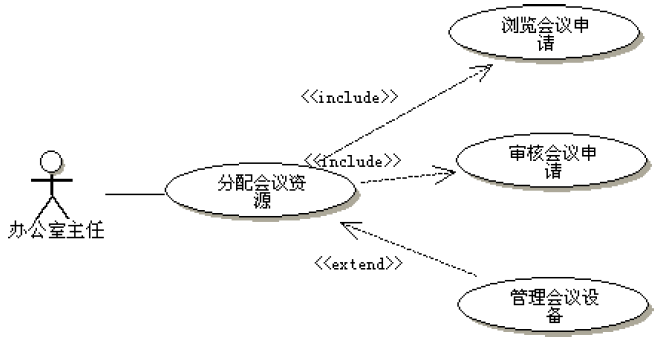 浏览会议申
请
<<include>>
<<include>>
审核会议申
请
分配会议资
源
办公室主任
<<extend>>
管理会议设
备